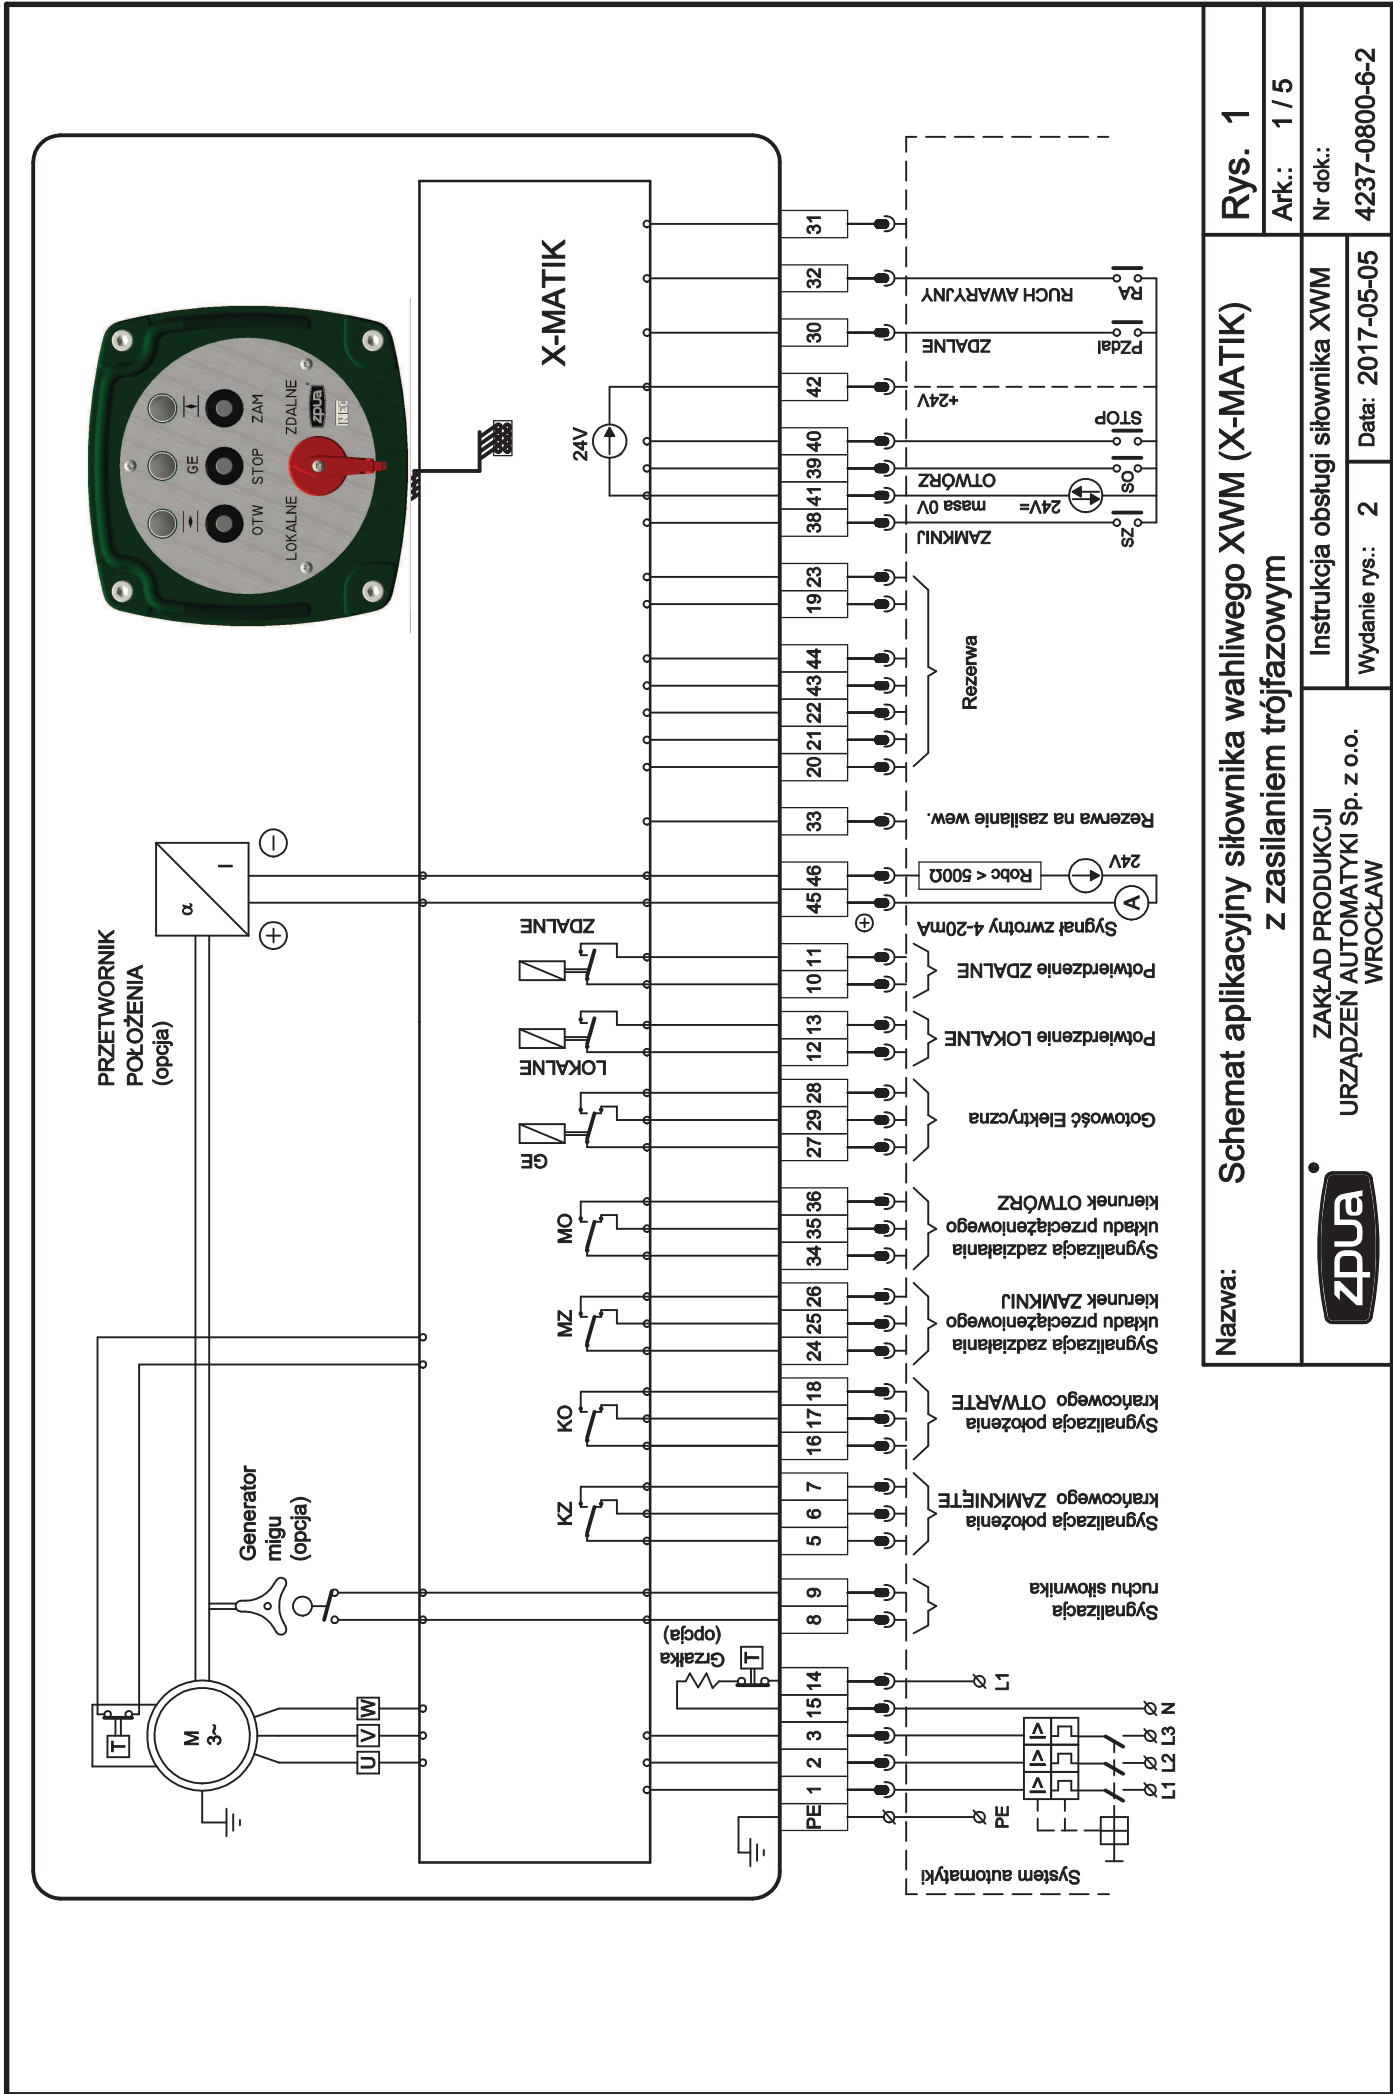 PRZETWORNIK
POŁOŻENIA
(opcja)
α
I
+
−
Generator
migu
(opcja)
T
M
3~
U
V
W
OTW
GE
STOP
ZAM
LOKALNE
ZDALNE
zpua
INEC
X-MATIK
24V
KZ
KO
MZ
MO
GE
LOKALNE
ZDALNE
Grzałka
(opcja)
T
PE
1
2
3
15
14
8
9
5
6
7
16
17
18
24
25
26
34
35
36
27
29
28
12
13
10
11
45
46
33
20
21
22
43
44
19
23
38
41
39
40
42
30
32
31
System automatyki
PE
L1
L2
L3
N
L1
Sygnalizacja
ruchu siłownika
Sygnalizacja położenia
krańcowego ZAMKNIĘTE
Sygnalizacja położenia
krańcowego OTWARTE
Sygnalizacja zadziałania
układu przeciążeniowego
kierunek ZAMKNIJ
Sygnalizacja zadziałania
układu przeciążeniowego
kierunek OTWÓRZ
Gotowość Elektryczna
Potwierdzenie LOKALNE
Potwierdzenie ZDALNE
Sygnał zwrotny 4-20mA
+
A
Robc < 500Ω
24V
Rezerwa na zasilanie wew.
Rezerwa
ZAMKNIJ
SZ
masa 0V
24V=
OTWÓRZ
SO
STOP
+24V
ZDALNE
PZdal
RUCH AWARYJNY
RA
Nazwa:
Schemat aplikacyjny siłownika wahliwego XWM (X-MATIK)
z zasilaniem trójfazowym
Rys. 1
Ark.: 1 / 5
zpua
ZAKŁAD PRODUKCJI
URZĄDZEŃ AUTOMATYKI Sp. z o.o.
WROCŁAW
Instrukcja obsługi siłownika XWM
Wydanie rys.: 2
Data: 2017-05-05
Nr dok.:
4237-0800-6-2